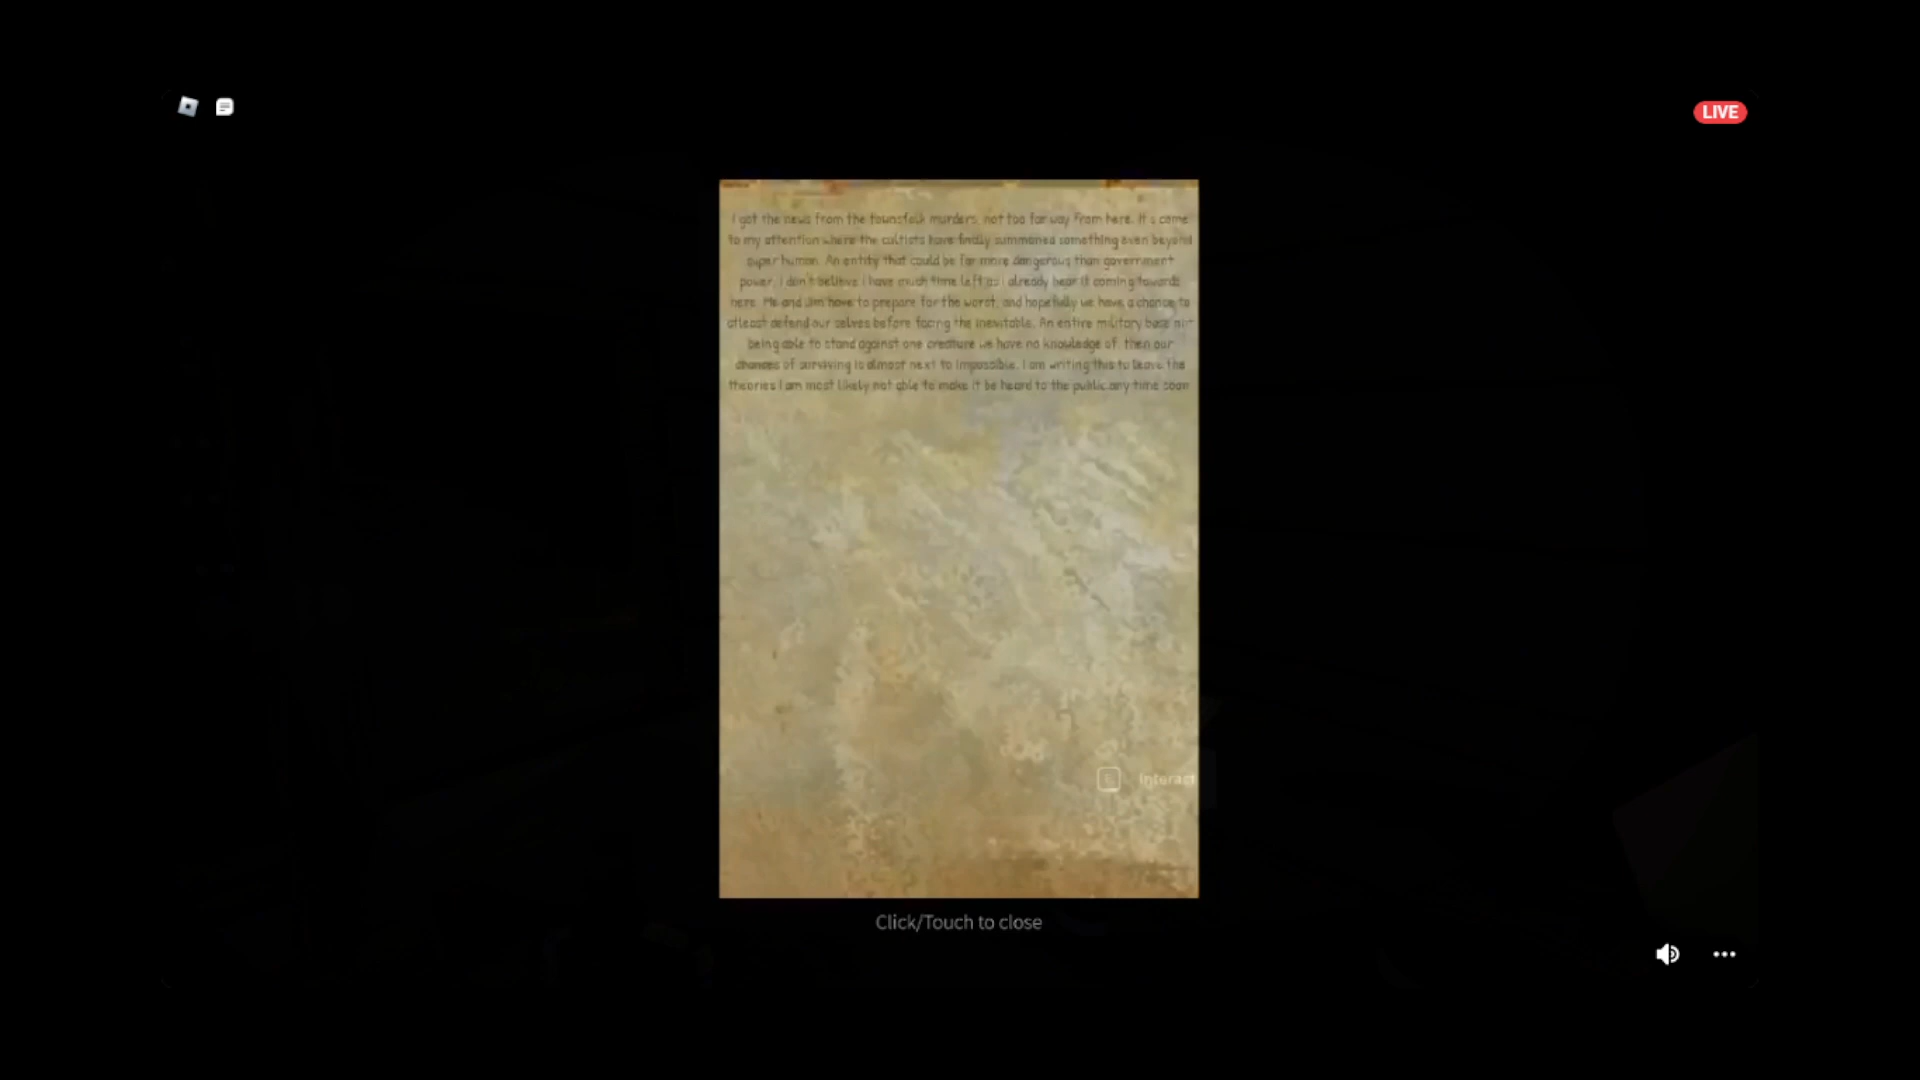 LIVE
I got the news from the townsfolk murders, not too far way from here. It's come
to my attention where the cultists have finally summoned something even beyond
super human. An entity that could be far more dangerous than government
power. I don't believe I have much time left as I already hear it coming towards
here. Me and Jim have to prepare for the worst, and hopefully we have a chance to
atleast defend our selves before facing the inevitable. An entire military base not
being able to stand against one creature we have no knowledge of, then our
chances of surviving is almost next to impossible. I am writing this to leave the
theories I am most likely not able to make it be heard to the public any time soon
E Interact
Click/Touch to close